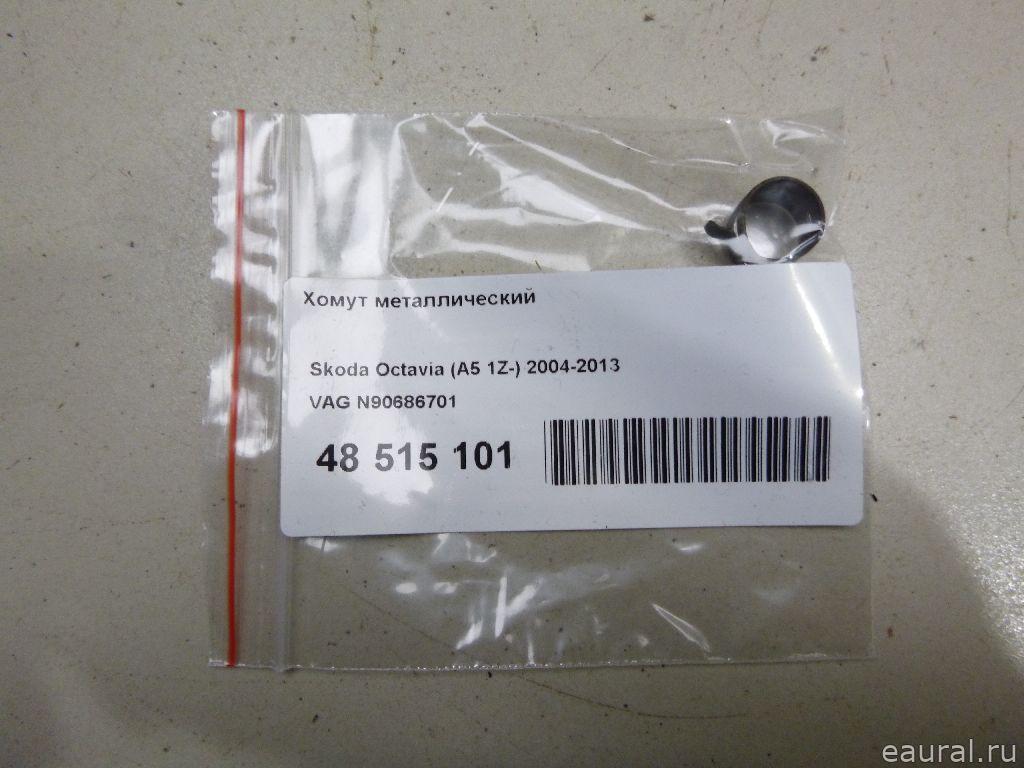 Хомут металлический
Skoda Octavia (A5 1Z-) 2004-2013
VAG N90686701
48 515 101
eaural.ru